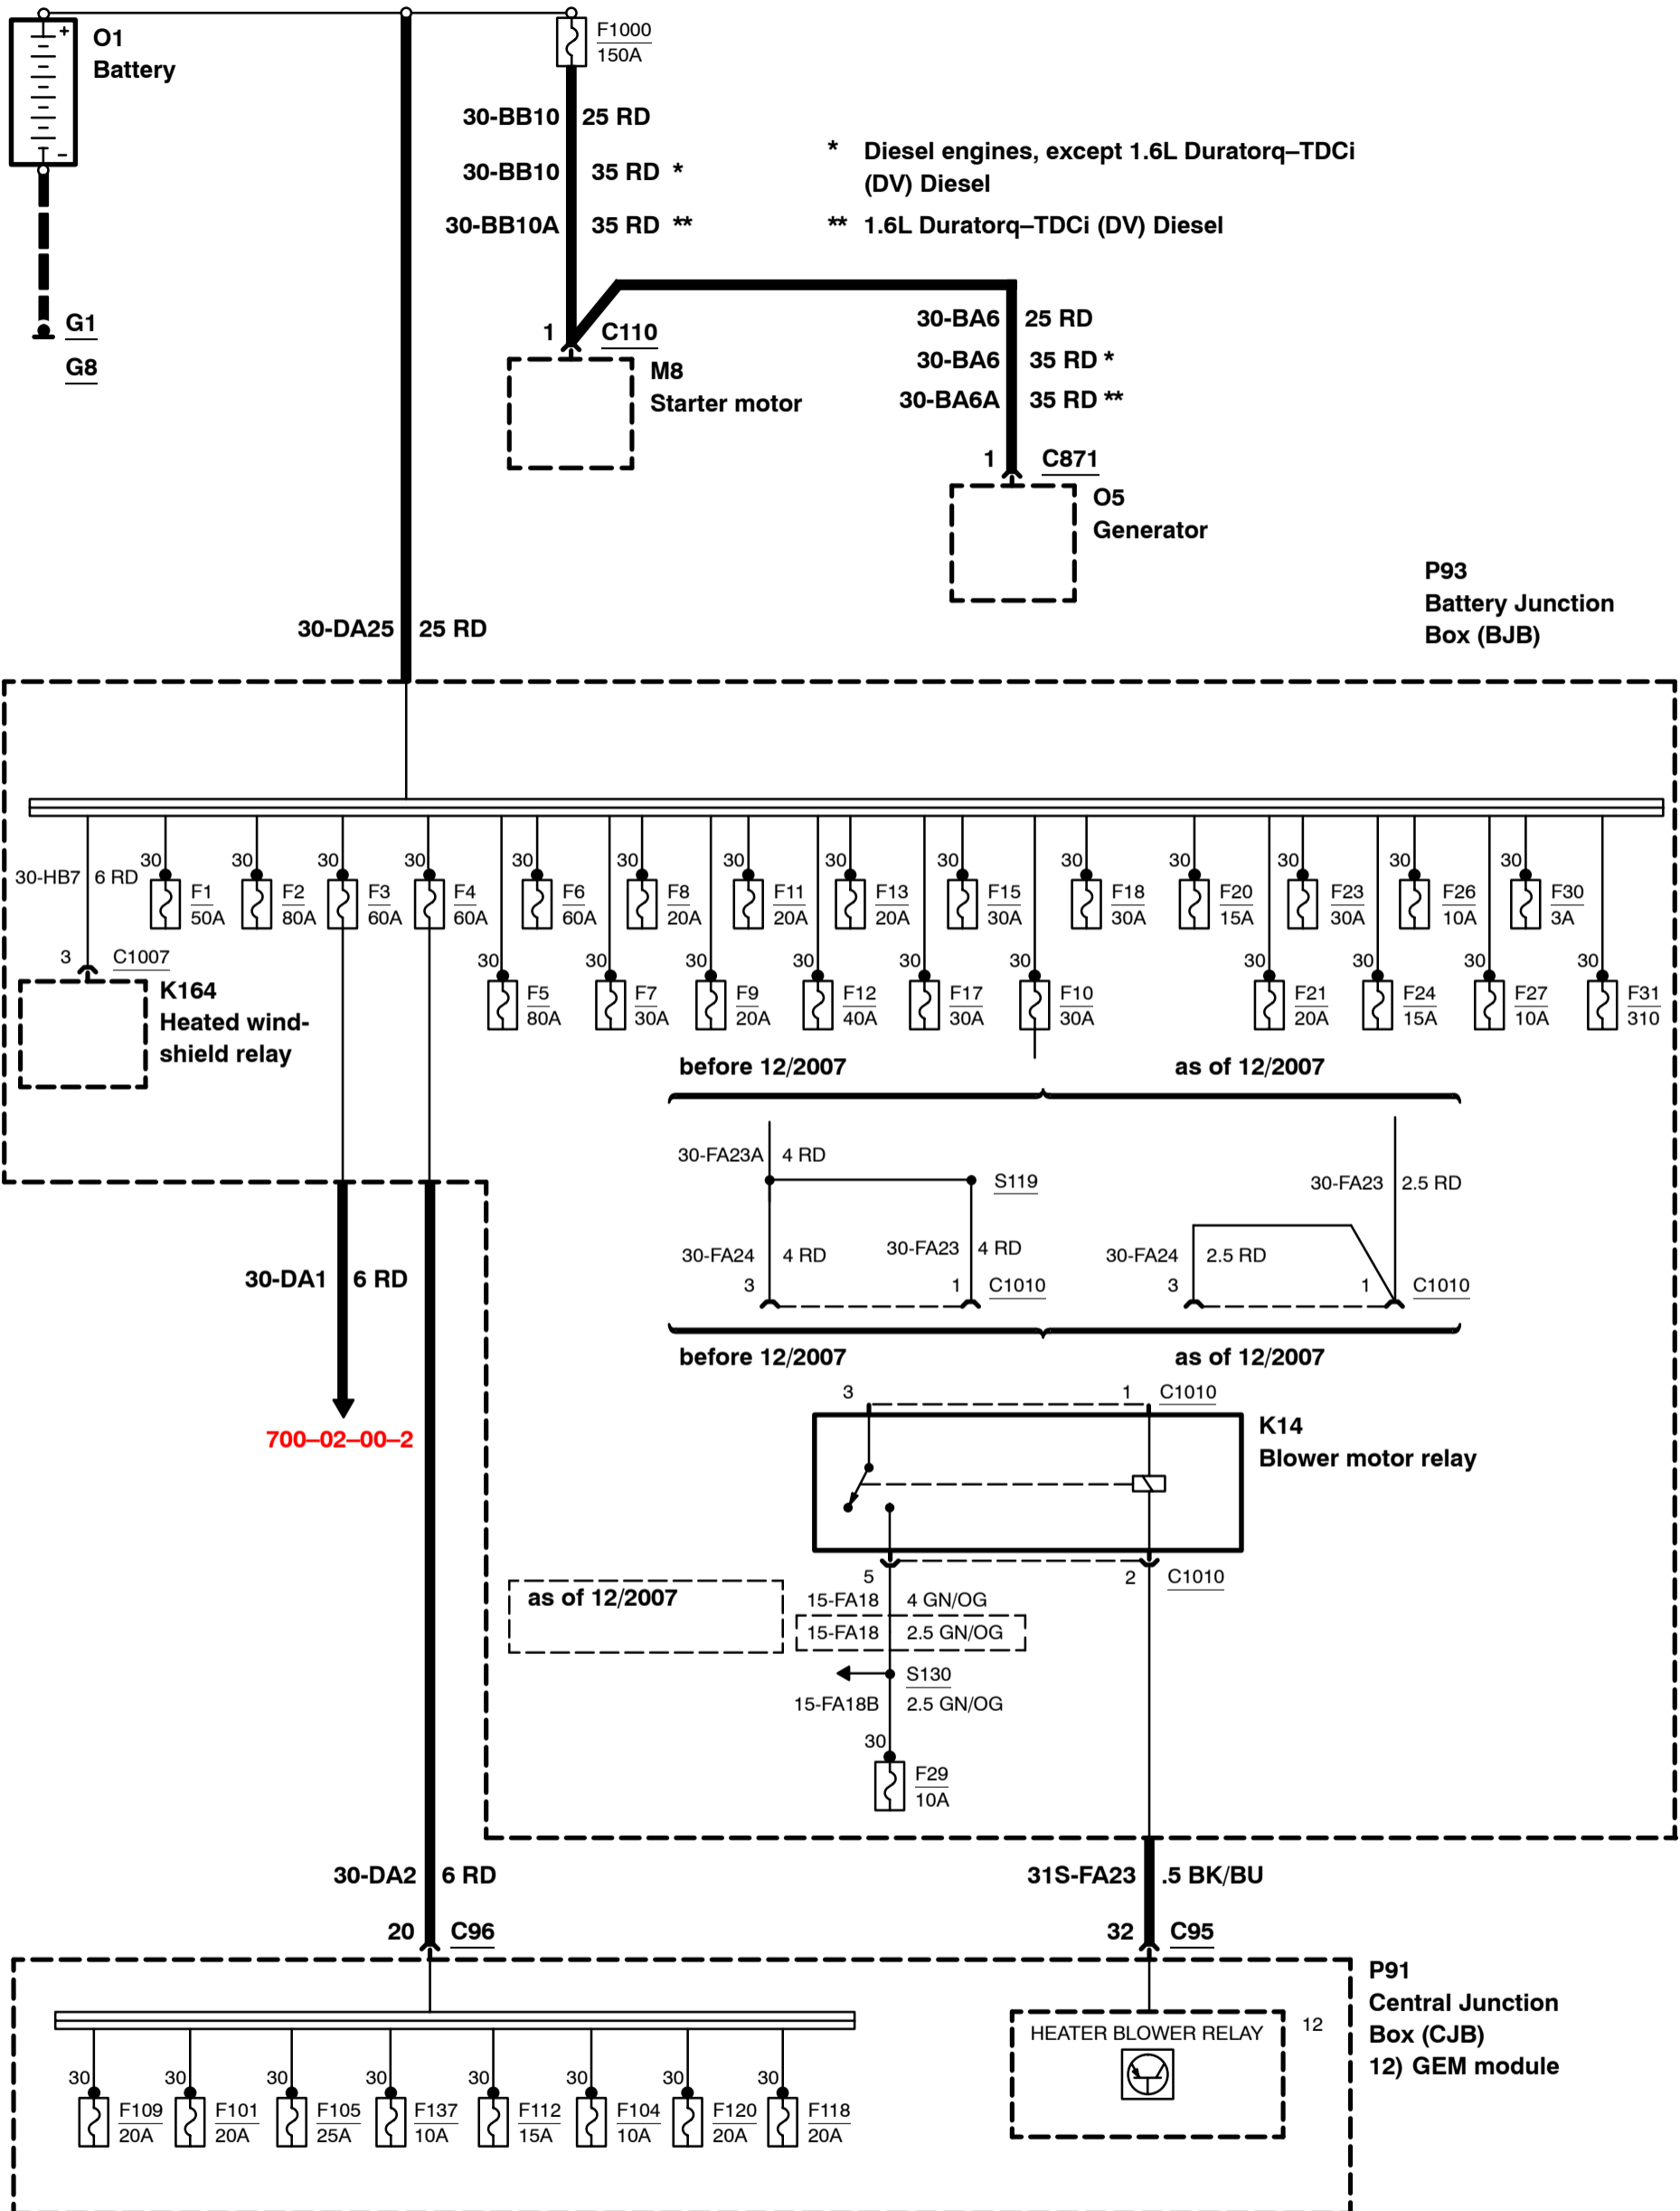 +
O1
Battery
–
F1000
150A
30-BB10 25 RD
30-BB10 35 RD *
30-BB10A 35 RD **
* Diesel engines, except 1.6L Duratorq–TDCi
(DV) Diesel
** 1.6L Duratorq–TDCi (DV) Diesel
G1
G8
1 C110
M8
Starter motor
30-BA6 25 RD
30-BA6 35 RD *
30-BA6A 35 RD **
1 C871
O5
Generator
P93
Battery Junction
Box (BJB)
30-DA25 25 RD
30-HB7 6 RD
30 30 30 30 30 30 30 30 30 30 30 30 30 30
F1 F2 F3 F4 F6 F8 F11 F13 F15 F18 F20 F23 F26 F30
50A 80A 60A 60A 60A 20A 20A 20A 30A 30A 15A 30A 10A 3A
3 C1007
K164
Heated wind-
shield relay
30 30 30 30 30 30 30 30 30 30
F5 F7 F9 F12 F17 F10 F21 F24 F27 F31
80A 30A 20A 40A 30A 30A 20A 15A 10A 310
before 12/2007 as of 12/2007
30-FA23A 4 RD
S119
30-FA23 2.5 RD
30-FA24 4 RD 30-FA23 4 RD
30-FA24 2.5 RD
3 1 C1010 3 1 C1010
before 12/2007 as of 12/2007
30-DA1 6 RD
700–02–00–2
3 1 C1010
K14
Blower motor relay
5 2 C1010
as of 12/2007
15-FA18 4 GN/OG
15-FA18 2.5 GN/OG
S130
15-FA18B 2.5 GN/OG
30
F29
10A
30-DA2 6 RD
31S-FA23 .5 BK/BU
20 C96
32 C95
P91
Central Junction
Box (CJB)
12) GEM module
HEATER BLOWER RELAY 12
30 30 30 30 30 30 30 30
F109 F101 F105 F137 F112 F104 F120 F118
20A 20A 25A 10A 15A 10A 20A 20A